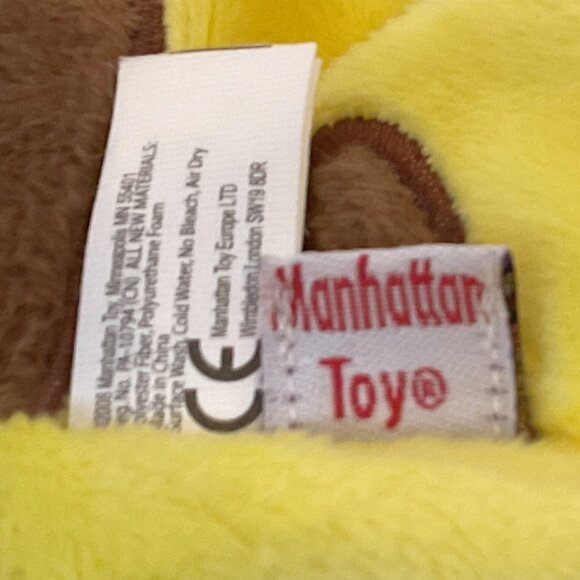 2008 Manhattan Toy Minneapolis, MN 55401
Reg. No. PA-10794 (CN) ALL NEW MATERIALS:
Polyester Fiber, Polyurethane Foam
Made in China
Surface Wash, Cold Water, No Bleach, Air Dry
CE
Manhattan Toy Europe LTD
Wimbledon London SW19 8DR
Manhattan
Toy®